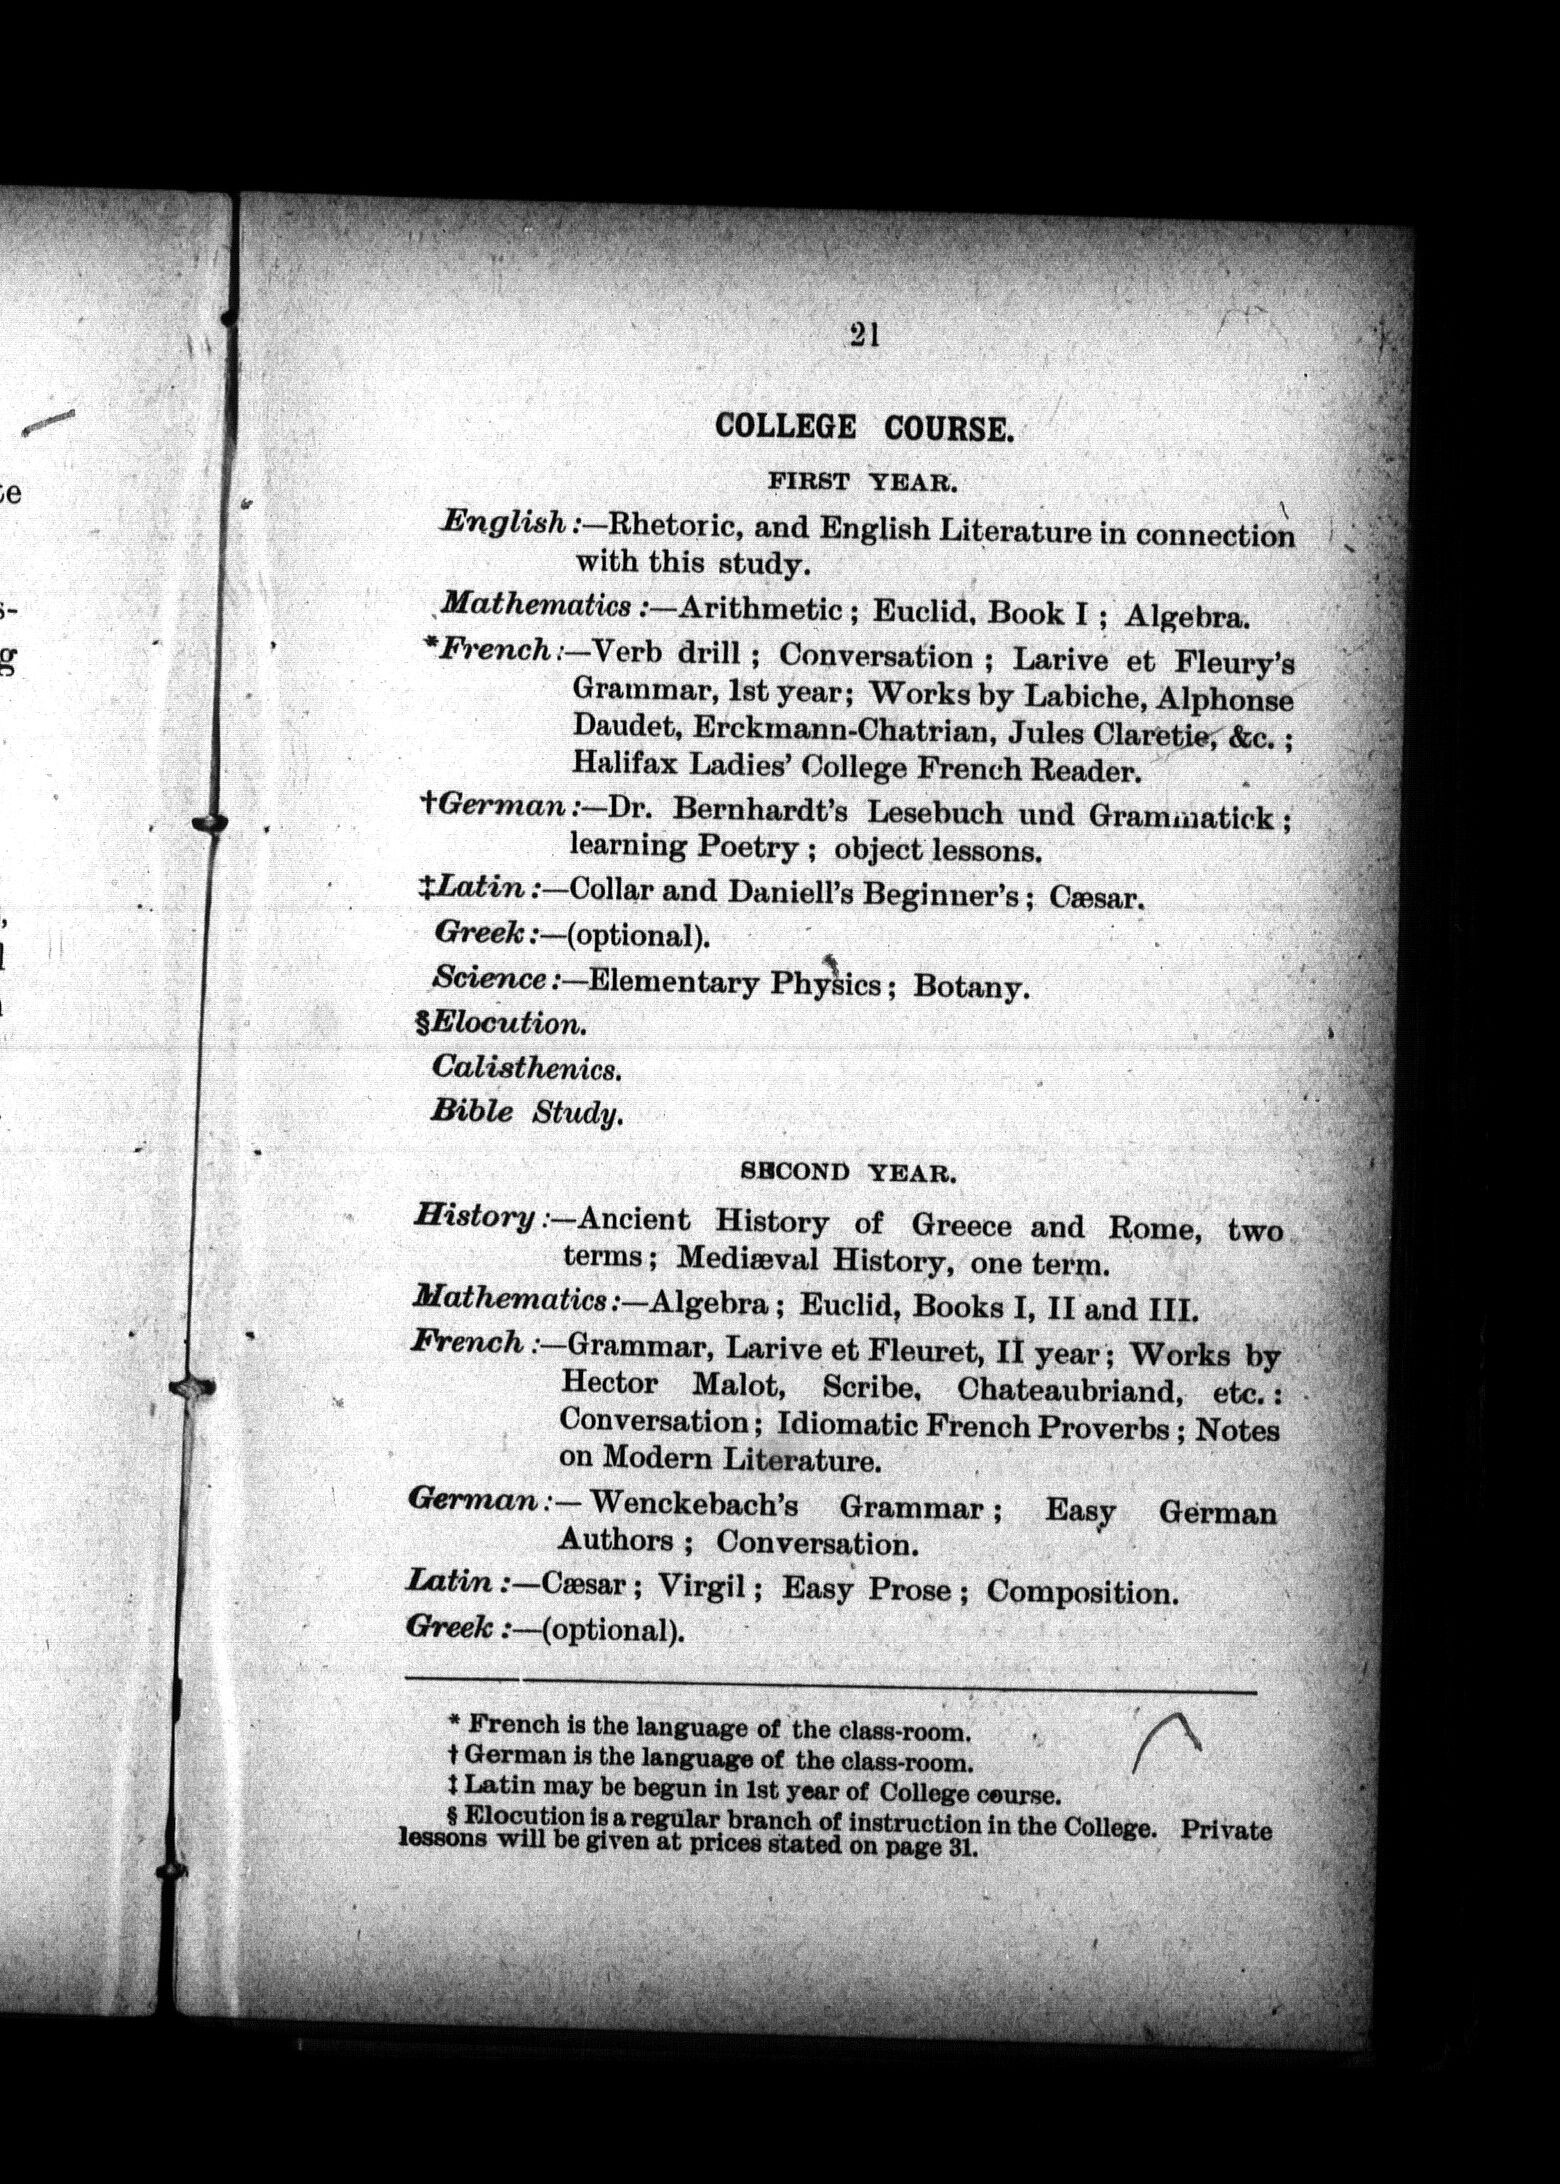 21
COLLEGE COURSE.
FIRST YEAR.
English :—Rhetoric, and English Literature in connection
with this study.
Mathematics :—Arithmetic ; Euclid, Book I ; Algebra.
*French :—Verb drill ; Conversation ; Larive et Fleury's
Grammar, 1st year ; Works by Labiche, Alphonse
Daudet, Erckmann-Chatrian, Jules Claretie, &c. ;
Halifax Ladies' College French Reader.
†German :—Dr. Bernhardt's Lesebuch und Grammatick ;
learning Poetry ; object lessons.
‡Latin :—Collar and Daniell's Beginner's ; Cæsar.
Greek :—(optional).
Science :—Elementary Physics ; Botany.
§Elocution.
Calisthenics.
Bible Study.
SECOND YEAR.
History :—Ancient History of Greece and Rome, two
terms ; Mediæval History, one term.
Mathematics :—Algebra ; Euclid, Books I, II and III.
French :—Grammar, Larive et Fleuret, II year ; Works by
Hector Malot, Scribe, Chateaubriand, etc. :
Conversation ; Idiomatic French Proverbs ; Notes
on Modern Literature.
German :— Wenckebach's Grammar ; Easy German
Authors ; Conversation.
Latin :—Cæsar ; Virgil ; Easy Prose ; Composition.
Greek :—(optional).
* French is the language of the class-room.
† German is the language of the class-room.
‡ Latin may be begun in 1st year of College course.
§ Elocution is a regular branch of instruction in the College. Private
lessons will be given at prices stated on page 31.